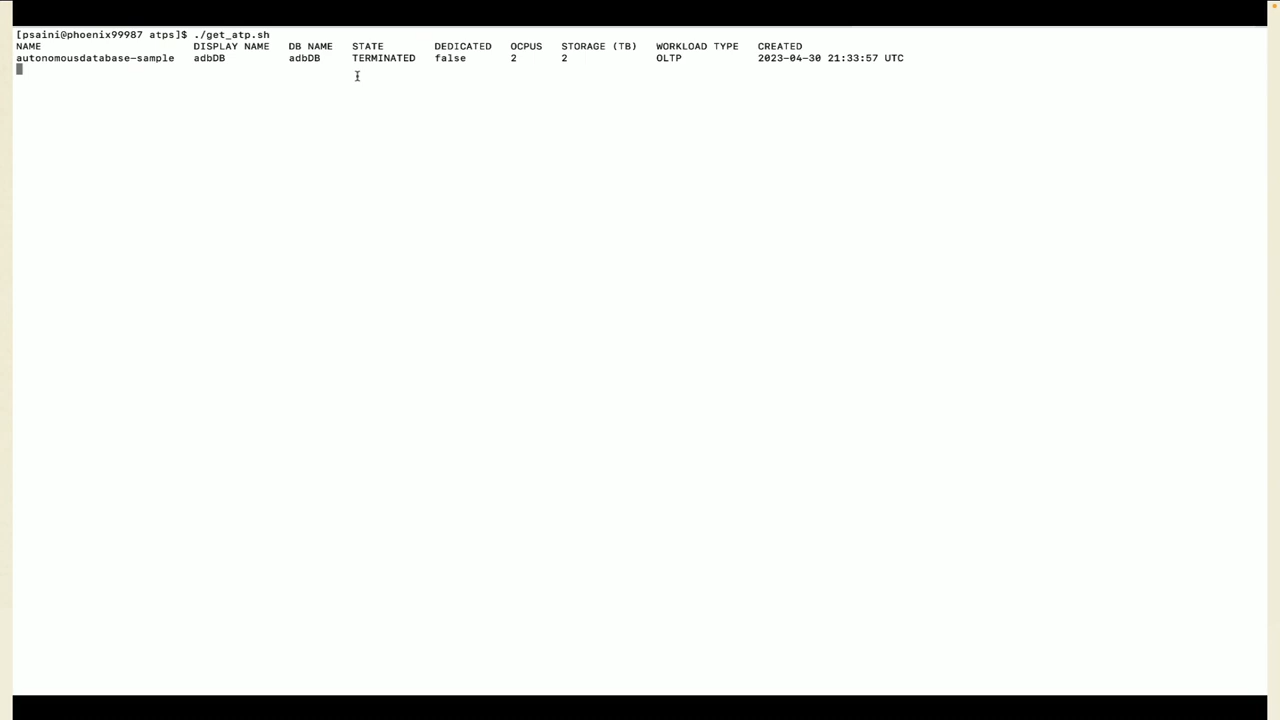 [psaini@phoenix99987 atps]$ ./get_atp.sh
NAME DISPLAY NAME DB NAME STATE DEDICATED OCPUS STORAGE (TB) WORKLOAD TYPE CREATED
autonomousdatabase-sample adbDB adbDB TERMINATED false 2 2 OLTP 2023-04-30 21:33:57 UTC